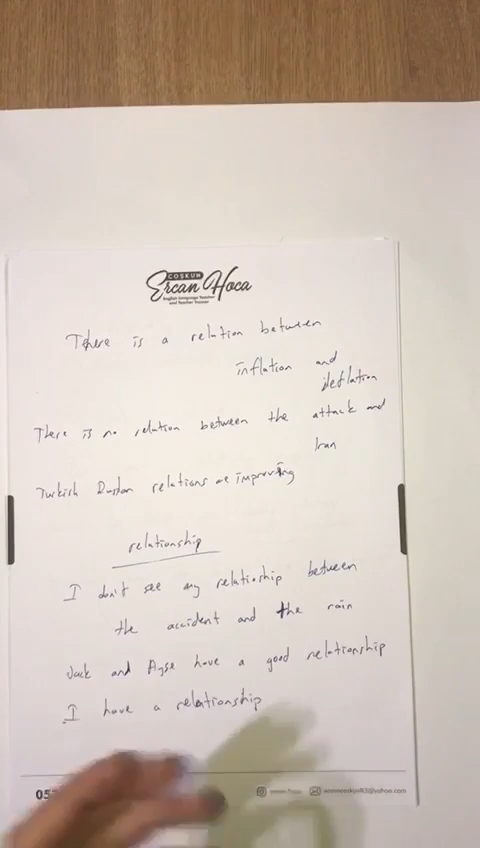 COŞKUN
Ercan Hoca
English Language Teacher
and Teacher Trainer
There is a relation between
inflation and
deflation
There is no relation between the attack and
Iran
Turkish relations are improving
relationship
I don't see any relatioship between
the accident and the rain
Jack and Ayşe have a good relationship
I have a relationship